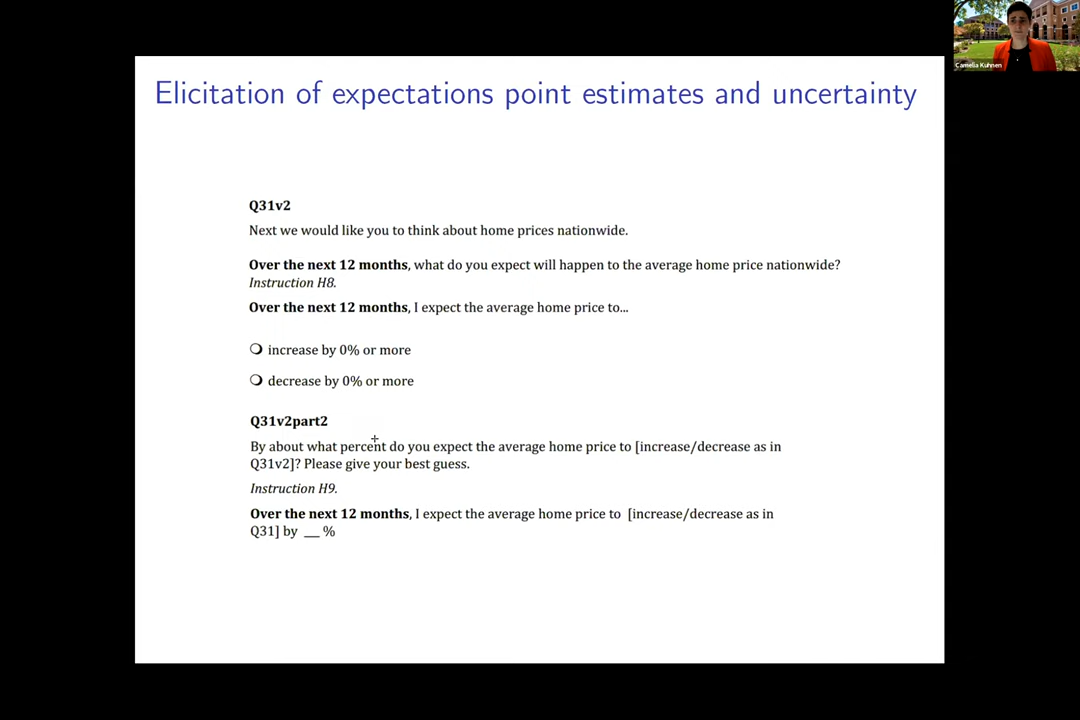 Camelia Kuhnen
Elicitation of expectations point estimates and uncertainty
Q31v2
Next we would like you to think about home prices nationwide.
Over the next 12 months, what do you expect will happen to the average home price nationwide?
Instruction H8.
Over the next 12 months, I expect the average home price to...
increase by 0% or more
decrease by 0% or more
Q31v2part2
By about what percent do you expect the average home price to [increase/decrease as in
Q31v2]? Please give your best guess.
Instruction H9.
Over the next 12 months, I expect the average home price to [increase/decrease as in
Q31] by __ %